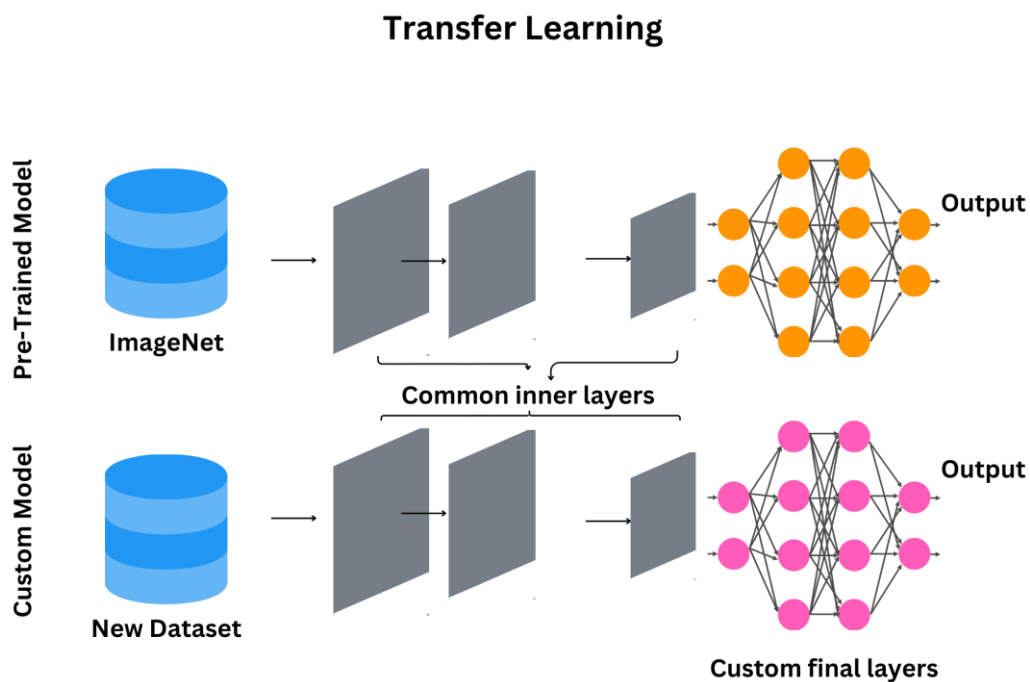 Transfer Learning
Pre-Trained Model
ImageNet
Output
Common inner layers
Custom Model
New Dataset
Output
Custom final layers